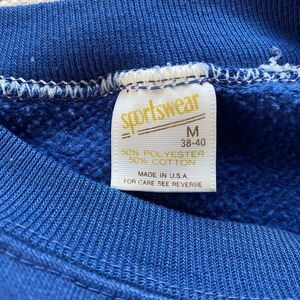 sportswear
M
38-40
50% POLYESTER
50% COTTON
MADE IN U.S.A.
FOR CARE SEE REVERSE